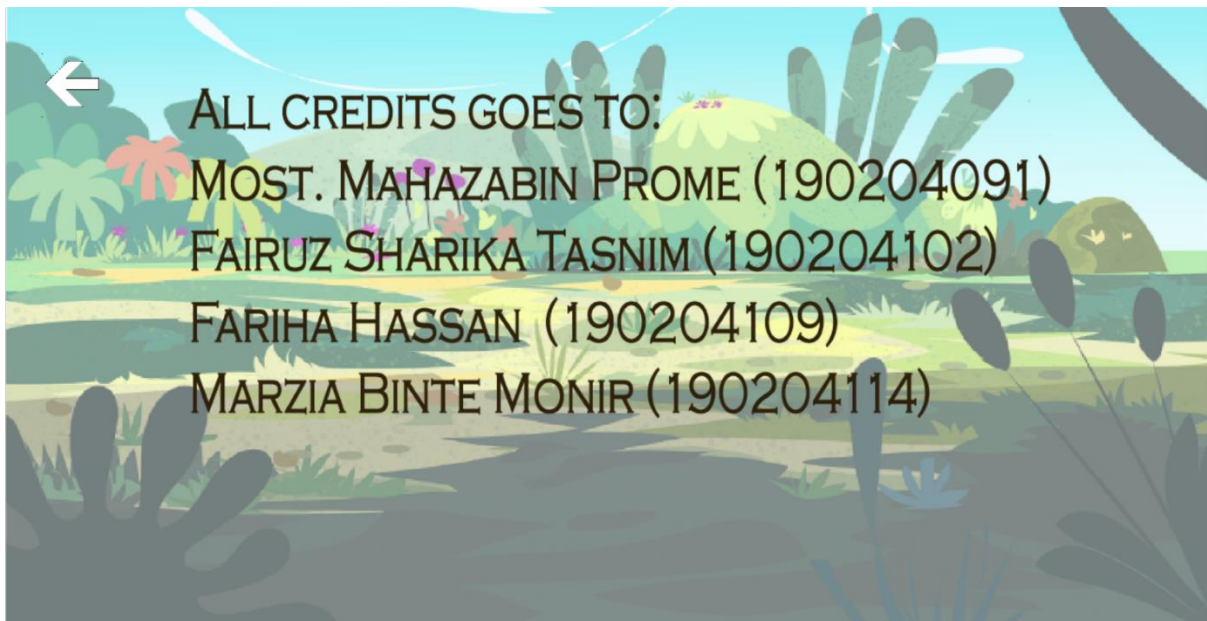 All credits goes to:
Most. Mahazabin Prome (190204091)
Fairuz Sharika Tasnim (190204102)
Fariha Hassan (190204109)
Marzia Binte Monir (190204114)